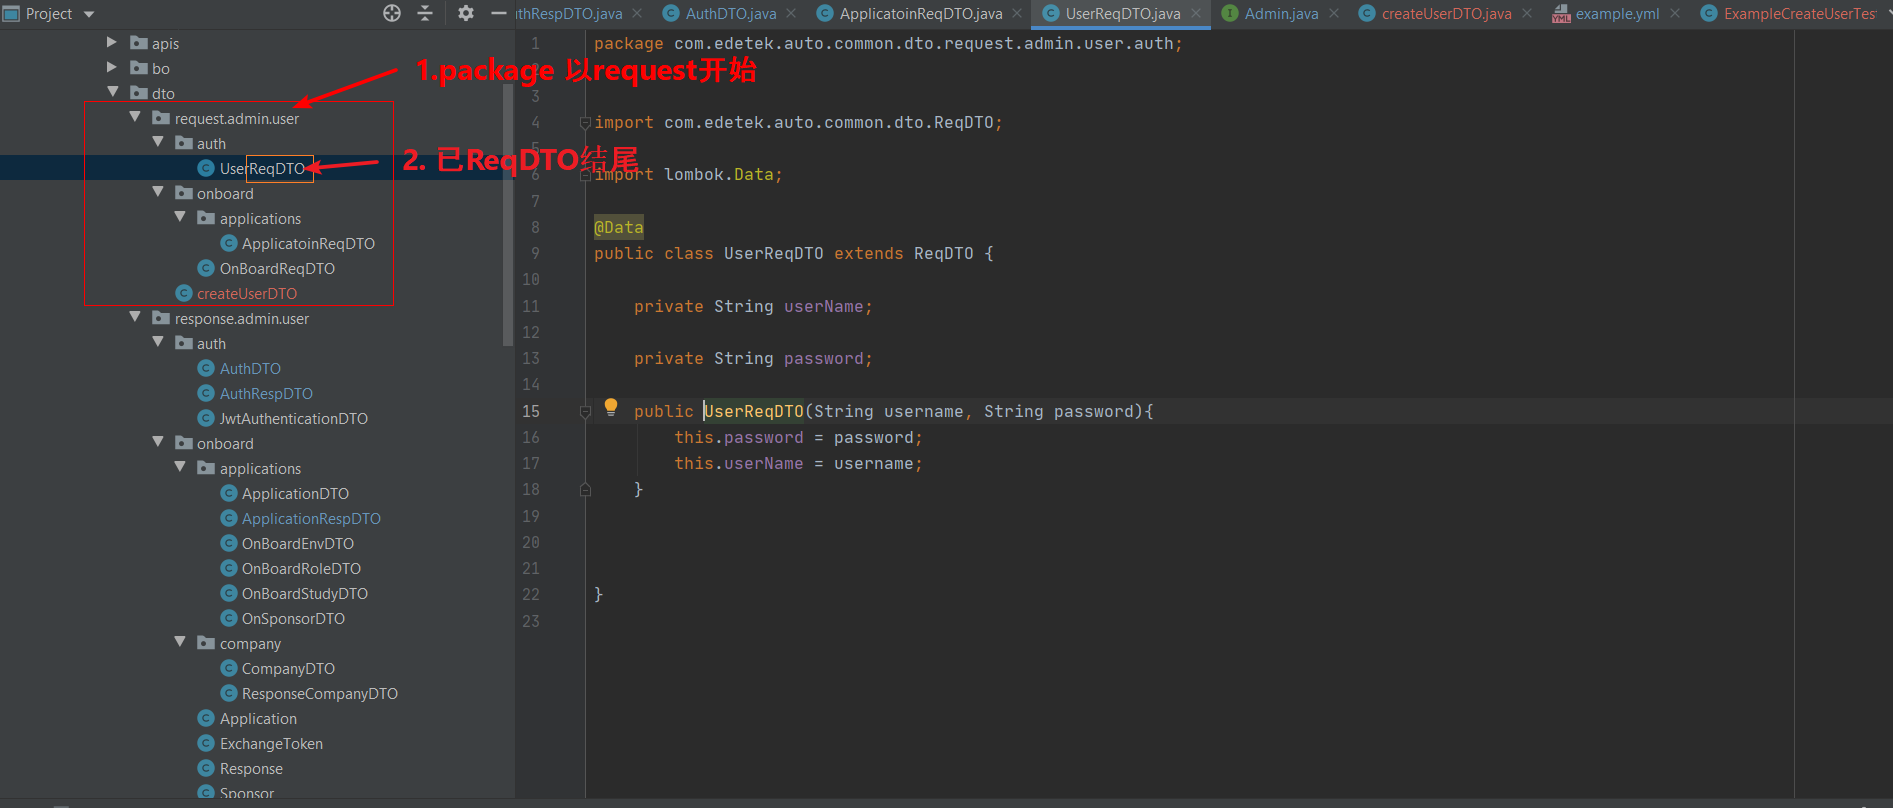 Project
apis
bo
dto
request.admin.user
auth
UserReqDTO
onboard
applications
ApplicatoinReqDTO
OnBoardReqDTO
createUserDTO
response.admin.user
auth
AuthDTO
AuthRespDTO
JwtAuthenticationDTO
onboard
applications
ApplicationDTO
ApplicationRespDTO
OnBoardEnvDTO
OnBoardRoleDTO
OnBoardStudyDTO
OnSponsorDTO
company
CompanyDTO
ResponseCompanyDTO
Application
ExchangeToken
Response
Sponsor
1.package 以request开始
2. 已ReqDTO结尾
uthRespDTO.java AuthDTO.java ApplicatoinReqDTO.java UserReqDTO.java Admin.java createUserDTO.java example.yml ExampleCreateUserTes
1 package com.edetek.auto.common.dto.request.admin.user.auth;
3
4 import com.edetek.auto.common.dto.ReqDTO;
5
6 import lombok.Data;
7
8 @Data
9 public class UserReqDTO extends ReqDTO {
10
11 private String userName;
12
13 private String password;
14
15 public UserReqDTO(String username, String password){
16 this.password = password;
17 this.userName = username;
18 }
19
20
21
22 }
23